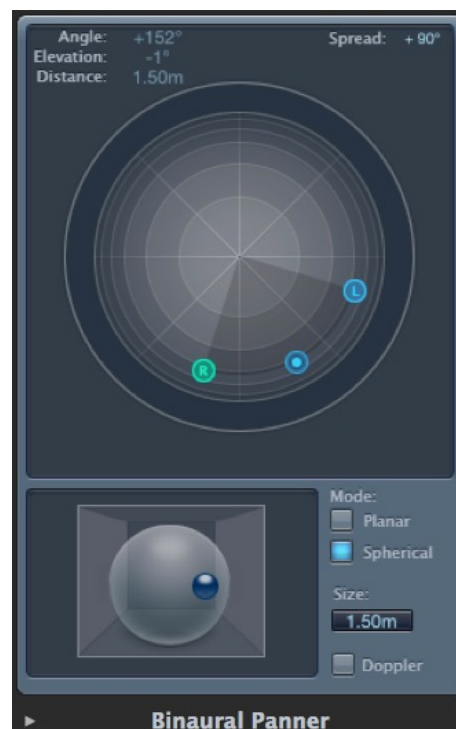 Angle: +152° Spread: + 90°
Elevation: -1°
Distance: 1.50m
L
R
Mode:
Planar
Spherical
Size:
1.50m
Doppler
Binaural Panner